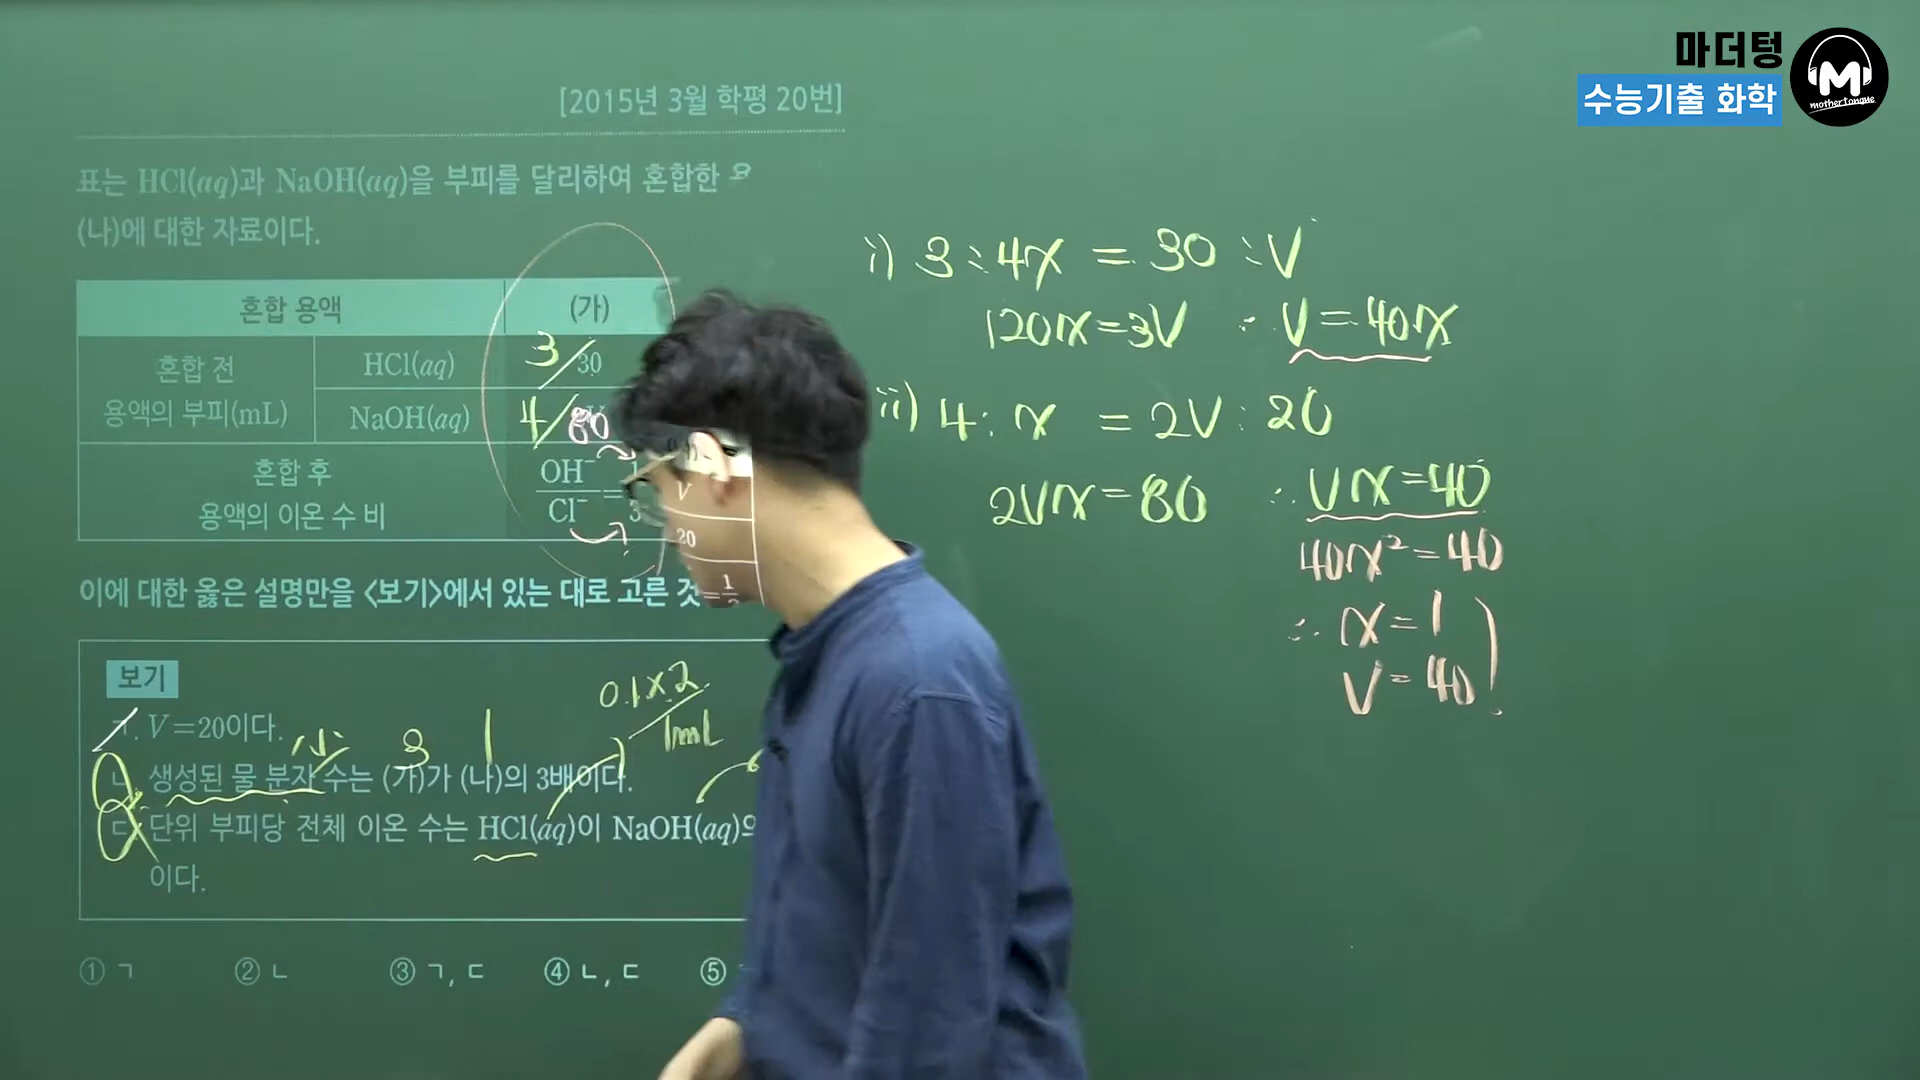 마더텅
수능기출 화학
mothertongue
[2015년 3월 학평 20번]
표는 HCl(aq)과 NaOH(aq)을 부피를 달리하여 혼합한
(나)에 대한 자료이다.
혼합 용액 (가)
혼합 전
용액의 부피(mL)
HCl(aq) 3/30
NaOH(aq) 4/80
혼합 후
용액의 이온 수 비
OH⁻/Cl⁻ = 1/3
V
20
이에 대한 옳은 설명만을 <보기>에서 있는 대로 고른 것
보기
ㄱ. V=20이다.
0.1×2
1mL
3 1
ㄴ. 생성된 물 분자 수는 (가)가 (나)의 3배이다.
ㄷ. 단위 부피당 전체 이온 수는 HCl(aq)이 NaOH(aq)의
이다.
① ㄱ ② ㄴ ③ ㄱ, ㄷ ④ ㄴ, ㄷ ⑤
i) 3 : 4x = 30 : V
120x=3V ∴ V=40x
ii) 4 : x = 2V : 20
2Vx=80 ∴ Vx=40
40x²=40
∴ x=1
V=40